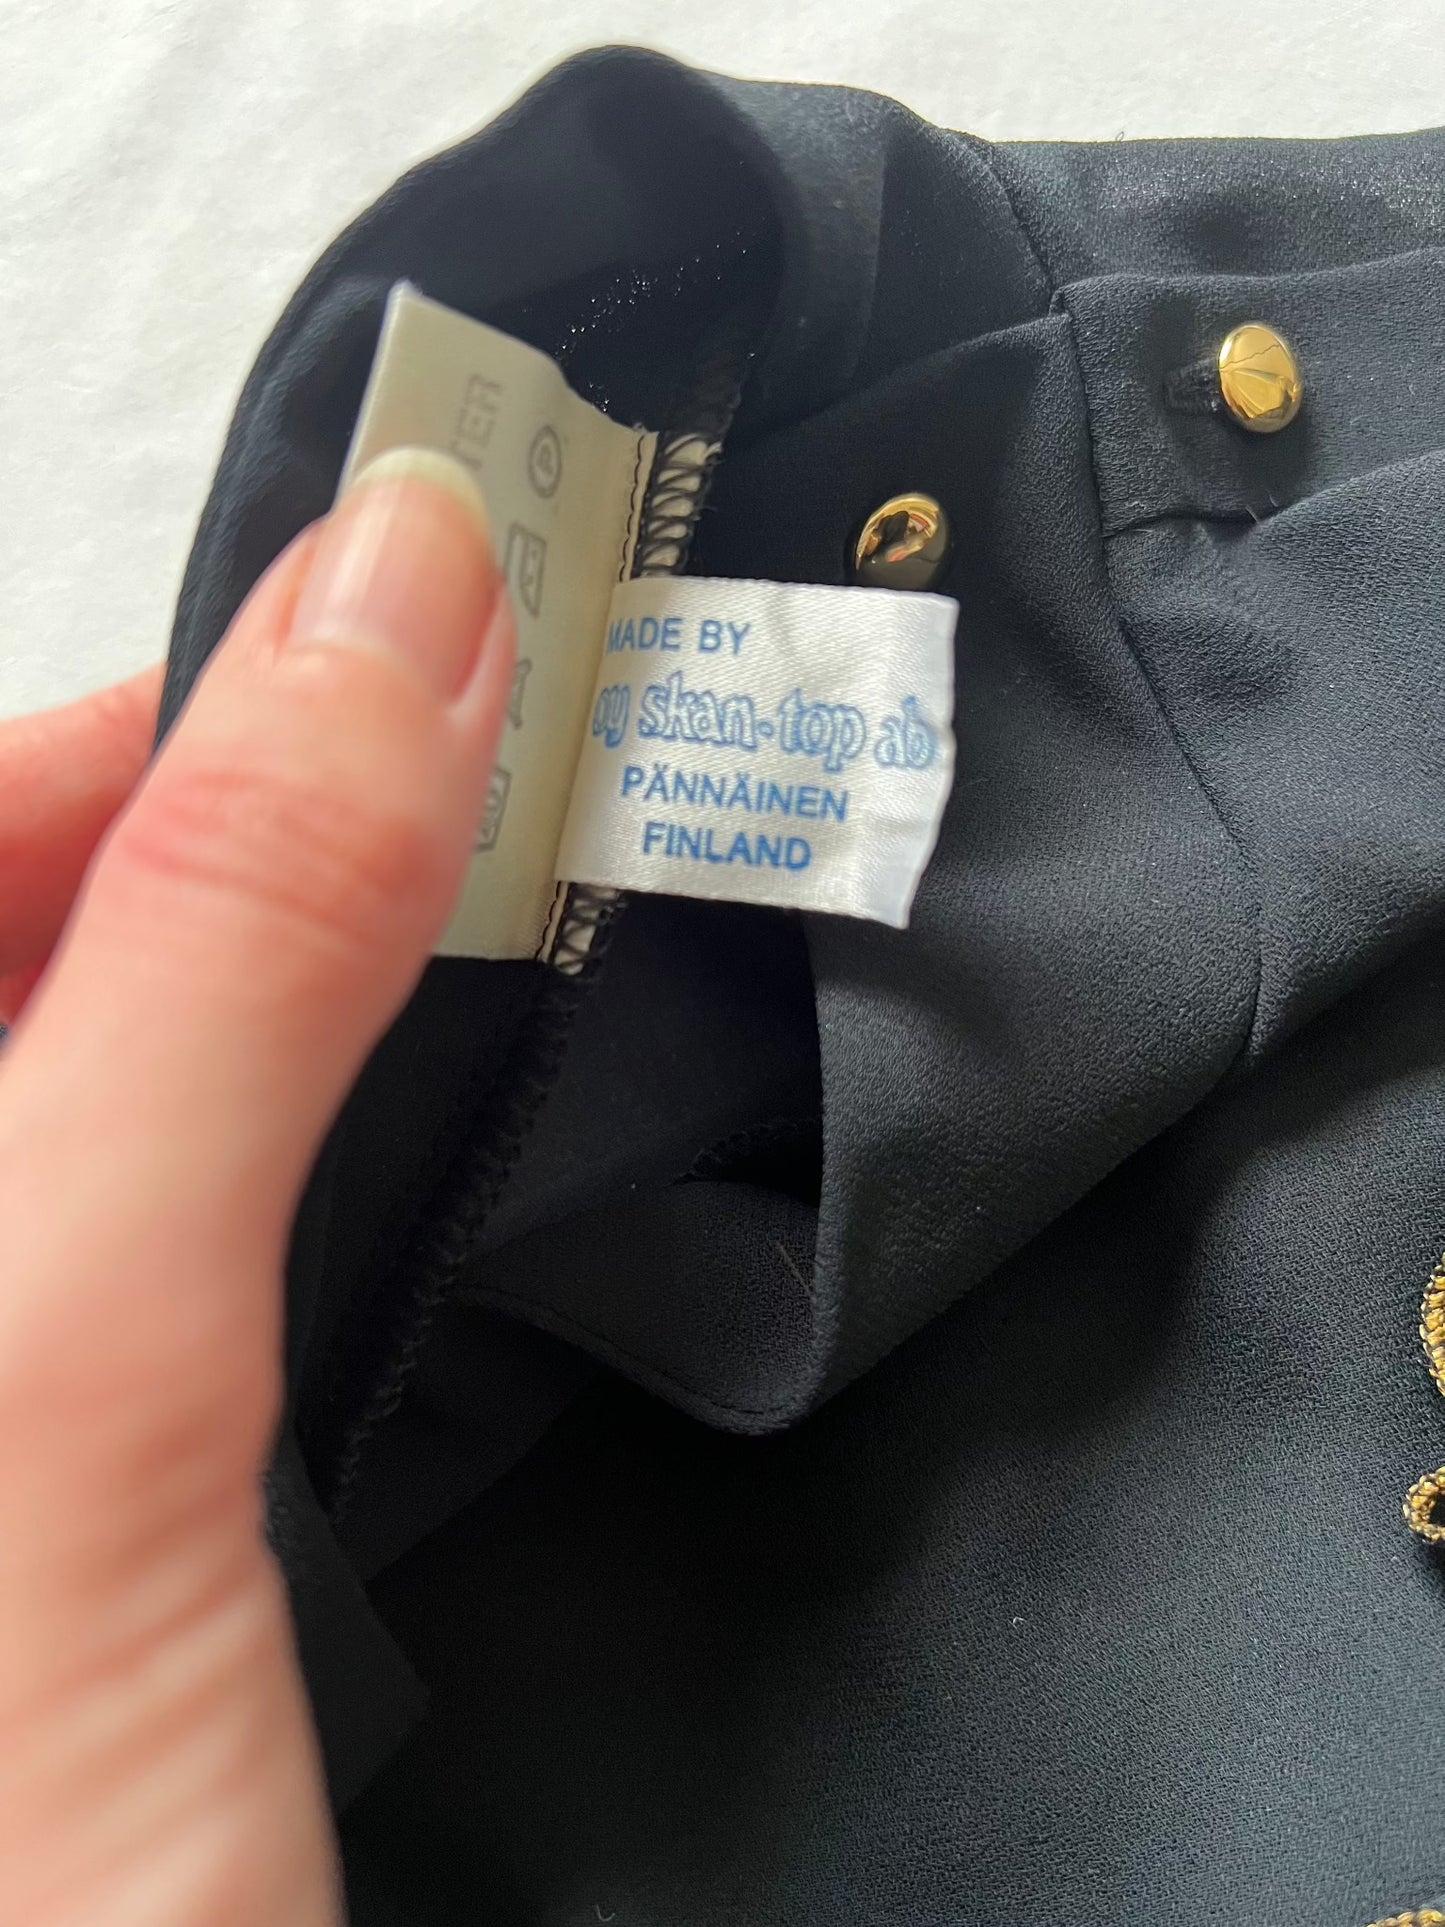 MADE BY
oy skan-top ab
PÄNNÄINEN
FINLAND
P